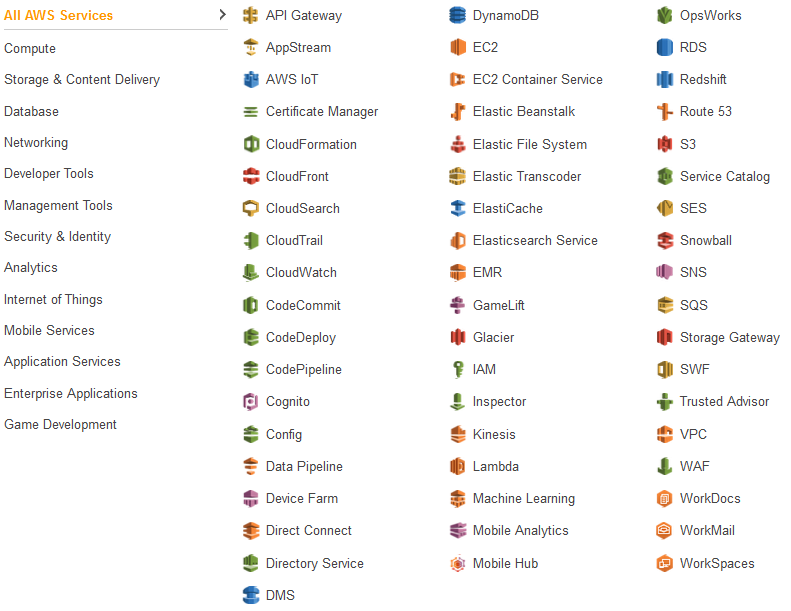 All AWS Services
Compute
Storage & Content Delivery
Database
Networking
Developer Tools
Management Tools
Security & Identity
Analytics
Internet of Things
Mobile Services
Application Services
Enterprise Applications
Game Development
API Gateway
AppStream
AWS IoT
Certificate Manager
CloudFormation
CloudFront
CloudSearch
CloudTrail
CloudWatch
CodeCommit
CodeDeploy
CodePipeline
Cognito
Config
Data Pipeline
Device Farm
Direct Connect
Directory Service
DMS
DynamoDB
EC2
EC2 Container Service
Elastic Beanstalk
Elastic File System
Elastic Transcoder
ElastiCache
Elasticsearch Service
EMR
GameLift
Glacier
IAM
Inspector
Kinesis
Lambda
Machine Learning
Mobile Analytics
Mobile Hub
OpsWorks
RDS
Redshift
Route 53
S3
Service Catalog
SES
Snowball
SNS
SQS
Storage Gateway
SWF
Trusted Advisor
VPC
WAF
WorkDocs
WorkMail
WorkSpaces